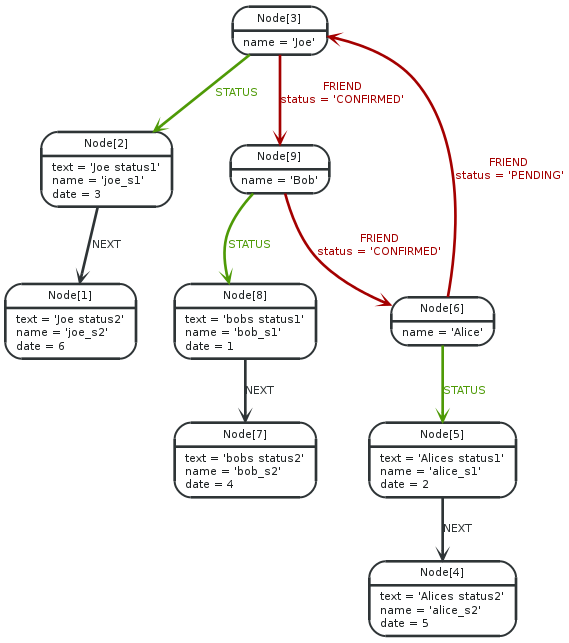 Node[3]
name = 'Joe'
STATUS
FRIEND
status = 'CONFIRMED'
Node[2]
text = 'Joe status1'
name = 'joe_s1'
date = 3
Node[9]
name = 'Bob'
FRIEND
status = 'PENDING'
NEXT
STATUS
FRIEND
status = 'CONFIRMED'
Node[1]
text = 'Joe status2'
name = 'joe_s2'
date = 6
Node[8]
text = 'bobs status1'
name = 'bob_s1'
date = 1
Node[6]
name = 'Alice'
NEXT
STATUS
Node[7]
text = 'bobs status2'
name = 'bob_s2'
date = 4
Node[5]
text = 'Alices status1'
name = 'alice_s1'
date = 2
NEXT
Node[4]
text = 'Alices status2'
name = 'alice_s2'
date = 5